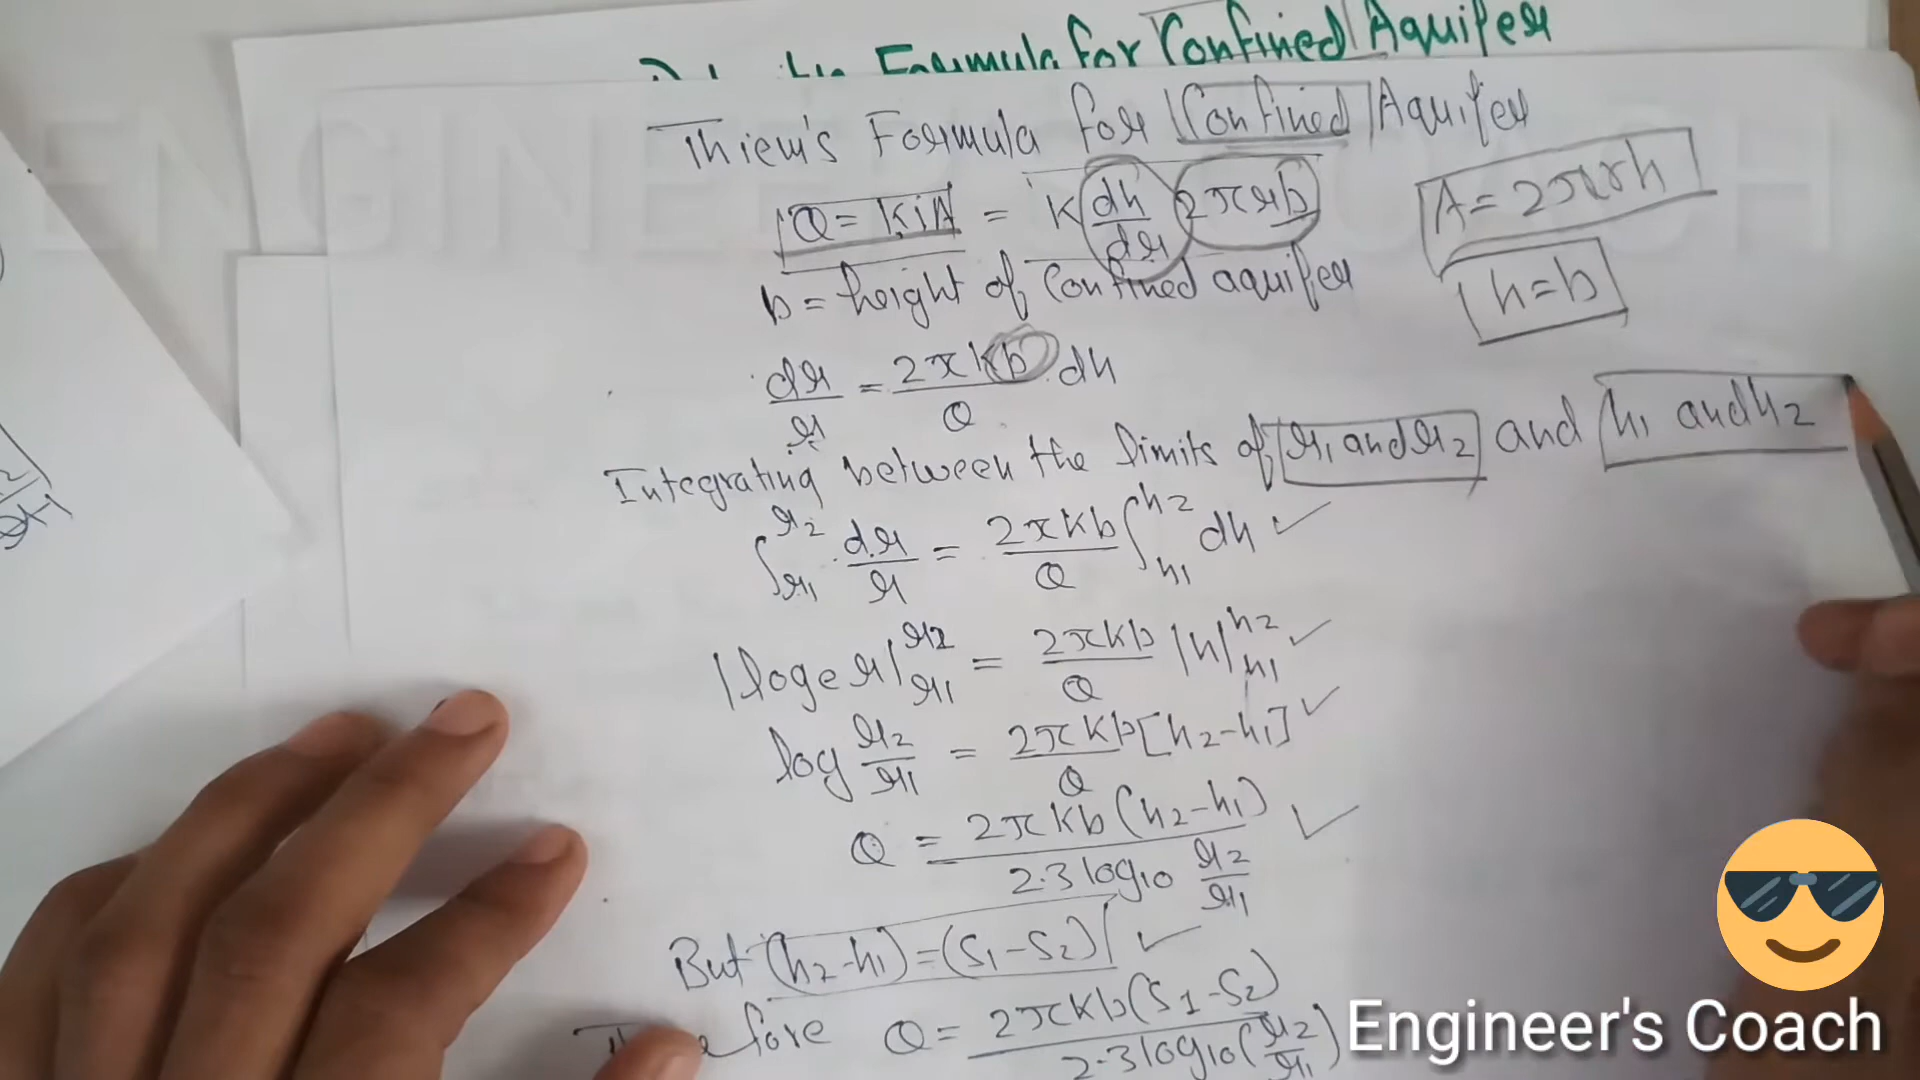 Formula for Confined Aquifer
Thiem's Formula for Confined Aquifer
Q = KiA = K dh/dr 2πrb
A = 2πrh
b = height of Confined aquifer
h = b
dr/r = 2πKb/Q dh
Integrating between the limits of r1 and r2 and h1 and h2
∫r1^r2 dr/r = 2πKb/Q ∫h1^h2 dh ✓
|loge r|r1^r2 = 2πKb/Q |h|h1^h2 ✓
log r2/r1 = 2πKb/Q [h2-h1] ✓
Q = 2πKb(h2-h1) / 2.3 log10 r2/r1 ✓
But (h2-h1) = (S1-S2) ✓
Q = 2πKb(S1-S2) / 2.3 log10 (r2/r1)
Engineer's Coach